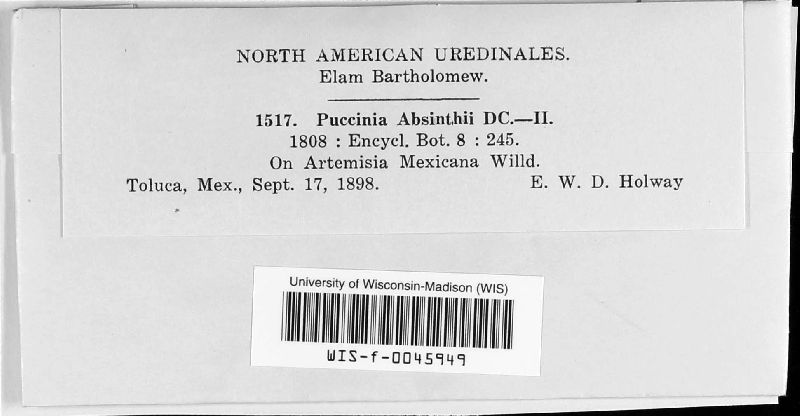 NORTH AMERICAN UREDINALES.
Elam Bartholomew.
1517. Puccinia Absinthii DC.—II.
1808 : Encycl. Bot. 8 : 245.
On Artemisia Mexicana Willd.
Toluca, Mex., Sept. 17, 1898. E. W. D. Holway
University of Wisconsin-Madison (WIS)
WIS-f-0045949